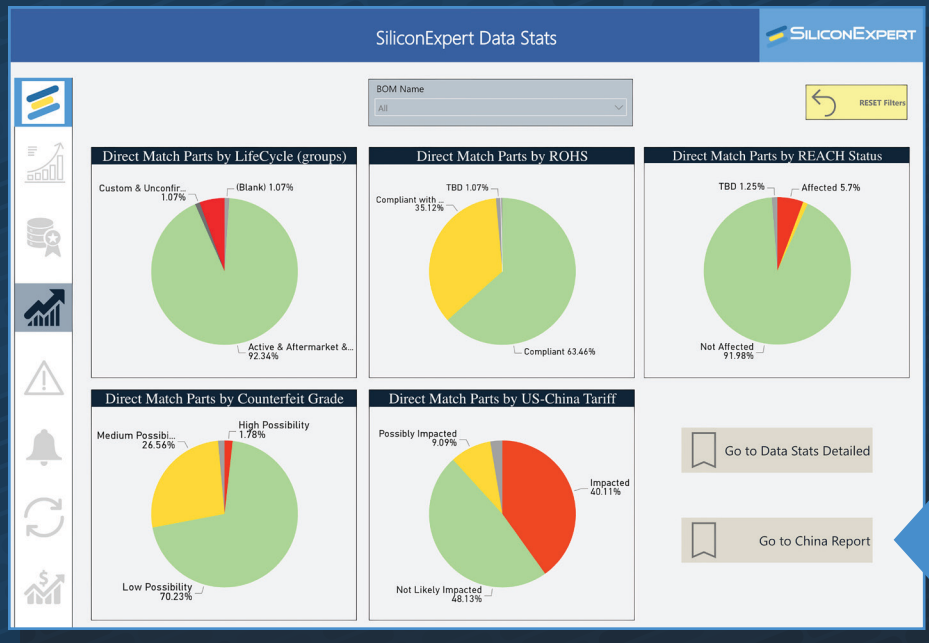 SiliconExpert Data Stats
SILICONEXPERT
BOM Name
All
RESET Filters
Direct Match Parts by LifeCycle (groups)
Custom & Unconfir...
1.07%
(Blank) 1.07%
Active & Aftermarket &...
92.34%
Direct Match Parts by ROHS
TBD 1.07%
Compliant with ...
35.12%
Compliant 63.46%
Direct Match Parts by REACH Status
TBD 1.25%
Affected 5.7%
Not Affected
91.98%
Direct Match Parts by Counterfeit Grade
High Possibility
1.78%
Medium Possibi...
26.56%
Low Possibility
70.23%
Direct Match Parts by US-China Tariff
Possibly Impacted
9.09%
Impacted
40.11%
Not Likely Impacted
48.13%
Go to Data Stats Detailed
Go to China Report